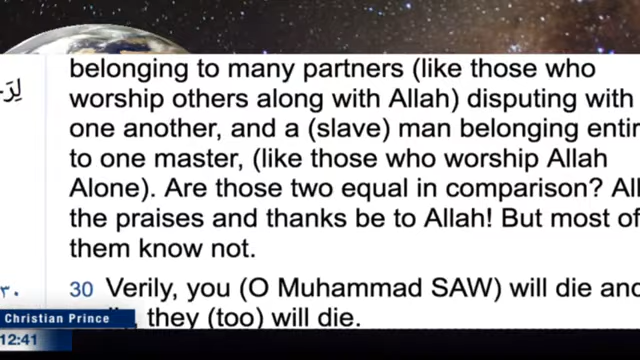 belonging to many partners (like those who
worship others along with Allah) disputing with
one another, and a (slave) man belonging
to one master, (like those who worship Allah
Alone). Are those two equal in comparison?
the praises and thanks be to Allah! But most of
them know not.
٣٠
30 Verily, you (O Muhammad SAW) will die and
they (too) will die.
Christian Prince
12:41